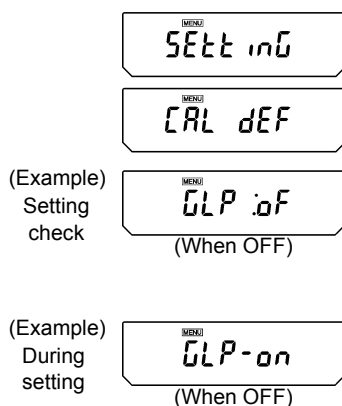 MENU
SEtt inG
MENU
CAL dEF
(Example)
Setting
check
MENU
GLP :oF
(When OFF)
(Example)
During
setting
MENU
GLP-on
(When OFF)